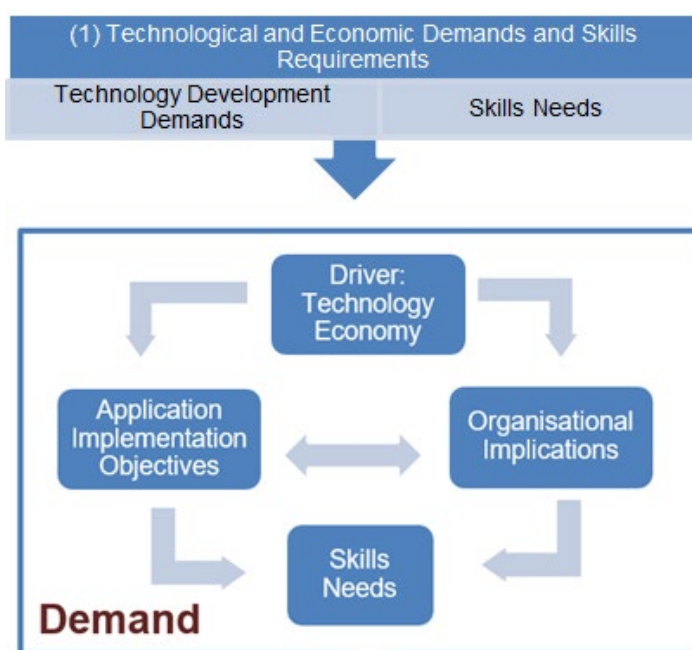 (1) Technological and Economic Demands and Skills
Requirements
Technology Development
Demands
Skills Needs
Driver:
Technology
Economy
Application
Implementation
Objectives
Organisational
Implications
Skills
Needs
Demand